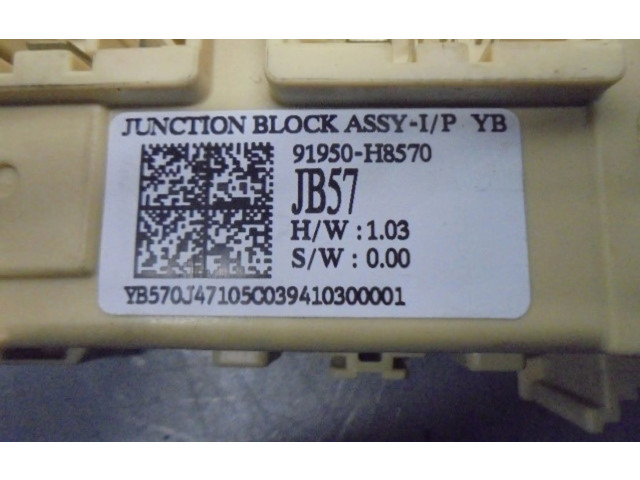 JUNCTION BLOCK ASSY-I/P YB
91950-H8570
JB57
H/W : 1.03
S/W : 0.00
YB570J47105C039410300001